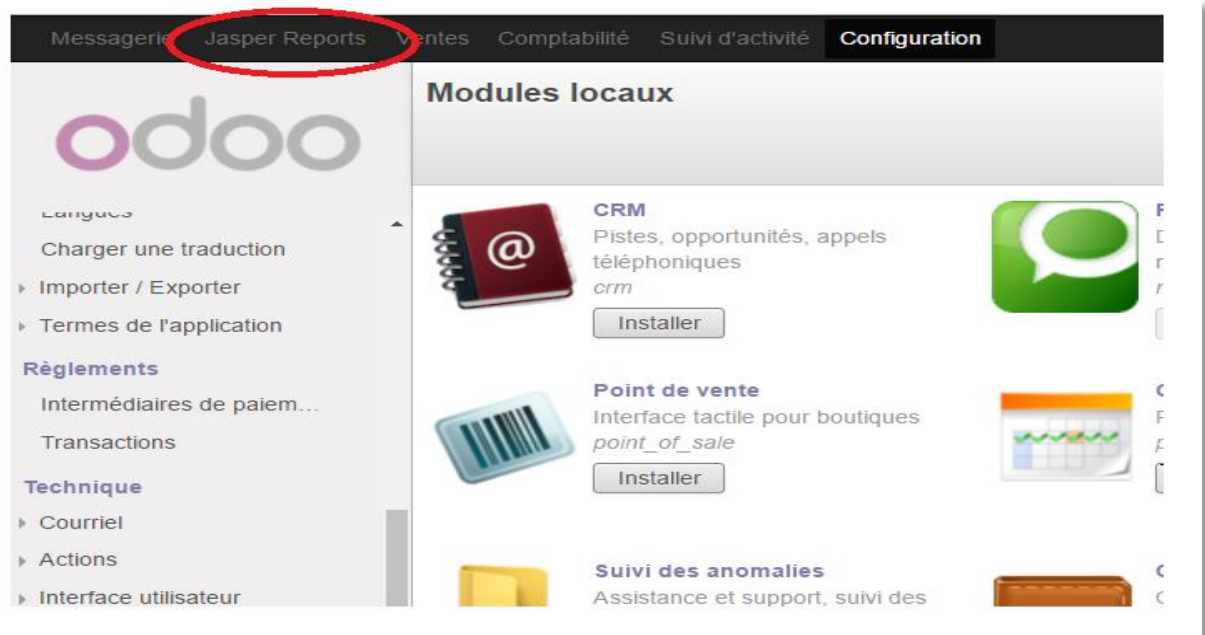 Messagerie Jasper Reports Ventes Comptabilité Suivi d'activité Configuration
odoo
Modules locaux
Langues
Charger une traduction
Importer / Exporter
Termes de l'application
Règlements
Intermédiaires de paiem...
Transactions
Technique
Courriel
Actions
Interface utilisateur
CRM
Pistes, opportunités, appels
téléphoniques
crm
Installer
Point de vente
Interface tactile pour boutiques
point_of_sale
Installer
Suivi des anomalies
Assistance et support, suivi des